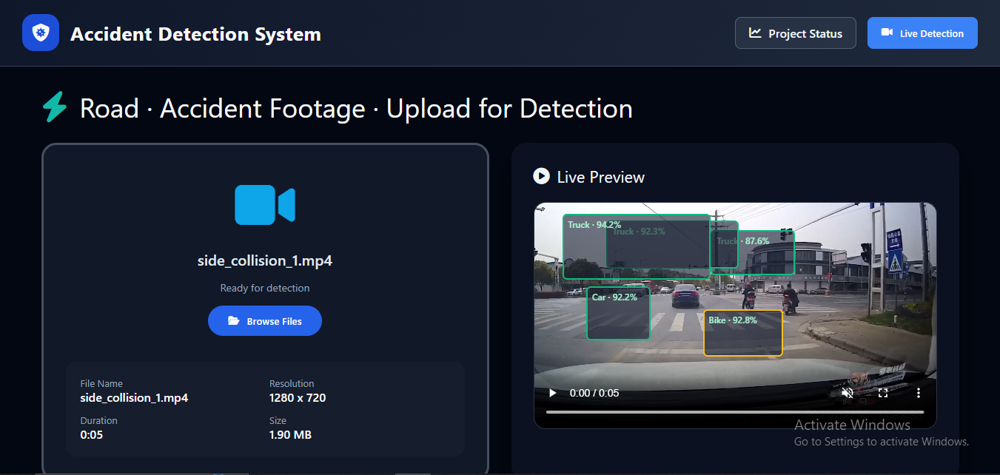 Accident Detection System
Project Status
Live Detection
Road · Accident Footage · Upload for Detection
side_collision_1.mp4
Ready for detection
Browse Files
File Name
side_collision_1.mp4
Resolution
1280 x 720
Duration
0:05
Size
1.90 MB
Live Preview
Truck · 94.2%
Truck · 92.3%
Truck · 87.6%
Car · 92.2%
Bike · 92.8%
0:00 / 0:05
Activate Windows
Go to Settings to activate Windows.